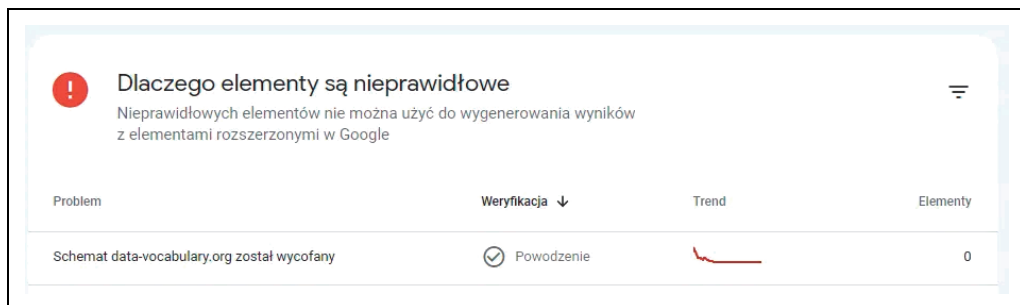 Dlaczego elementy są nieprawidłowe
Nieprawidłowych elementów nie można użyć do wygenerowania wyników
z elementami rozszerzonymi w Google
Problem Weryfikacja ↓ Trend Elementy
Schemat data-vocabulary.org został wycofany Powodzenie 0